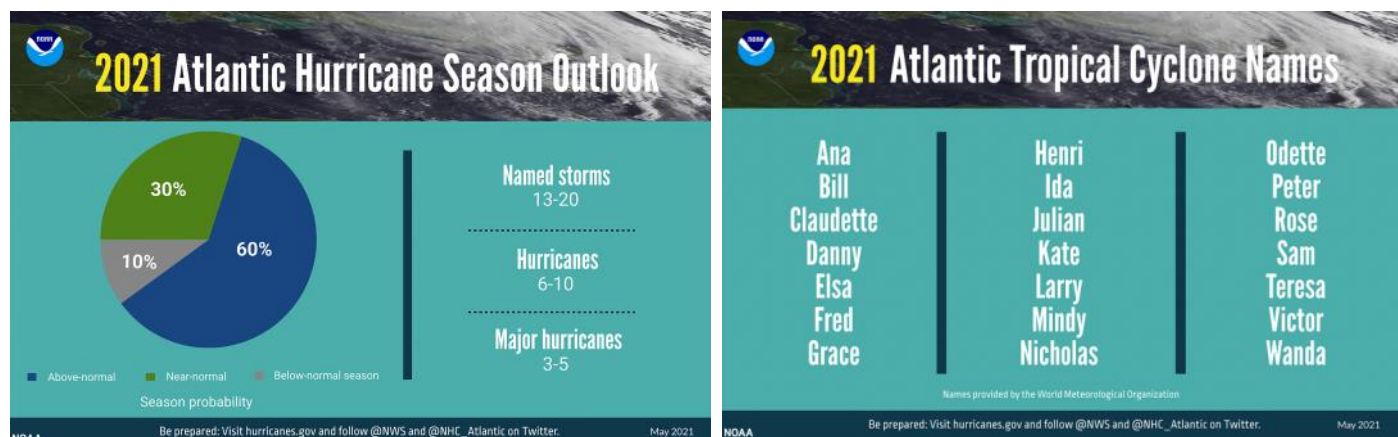 NOAA
2021 Atlantic Hurricane Season Outlook
30%
10%
60%
Above-normal
Near-normal
Below-normal season
Season probability
Named storms
13-20
Hurricanes
6-10
Major hurricanes
3-5
NOAA
Be prepared: Visit hurricanes.gov and follow @NWS and @NHC_Atlantic on Twitter.
May 2021
NOAA
2021 Atlantic Tropical Cyclone Names
Ana
Bill
Claudette
Danny
Elsa
Fred
Grace
Henri
Ida
Julian
Kate
Larry
Mindy
Nicholas
Odette
Peter
Rose
Sam
Teresa
Victor
Wanda
Names provided by the World Meteorological Organization
NOAA
Be prepared: Visit hurricanes.gov and follow @NWS and @NHC_Atlantic on Twitter.
May 2021